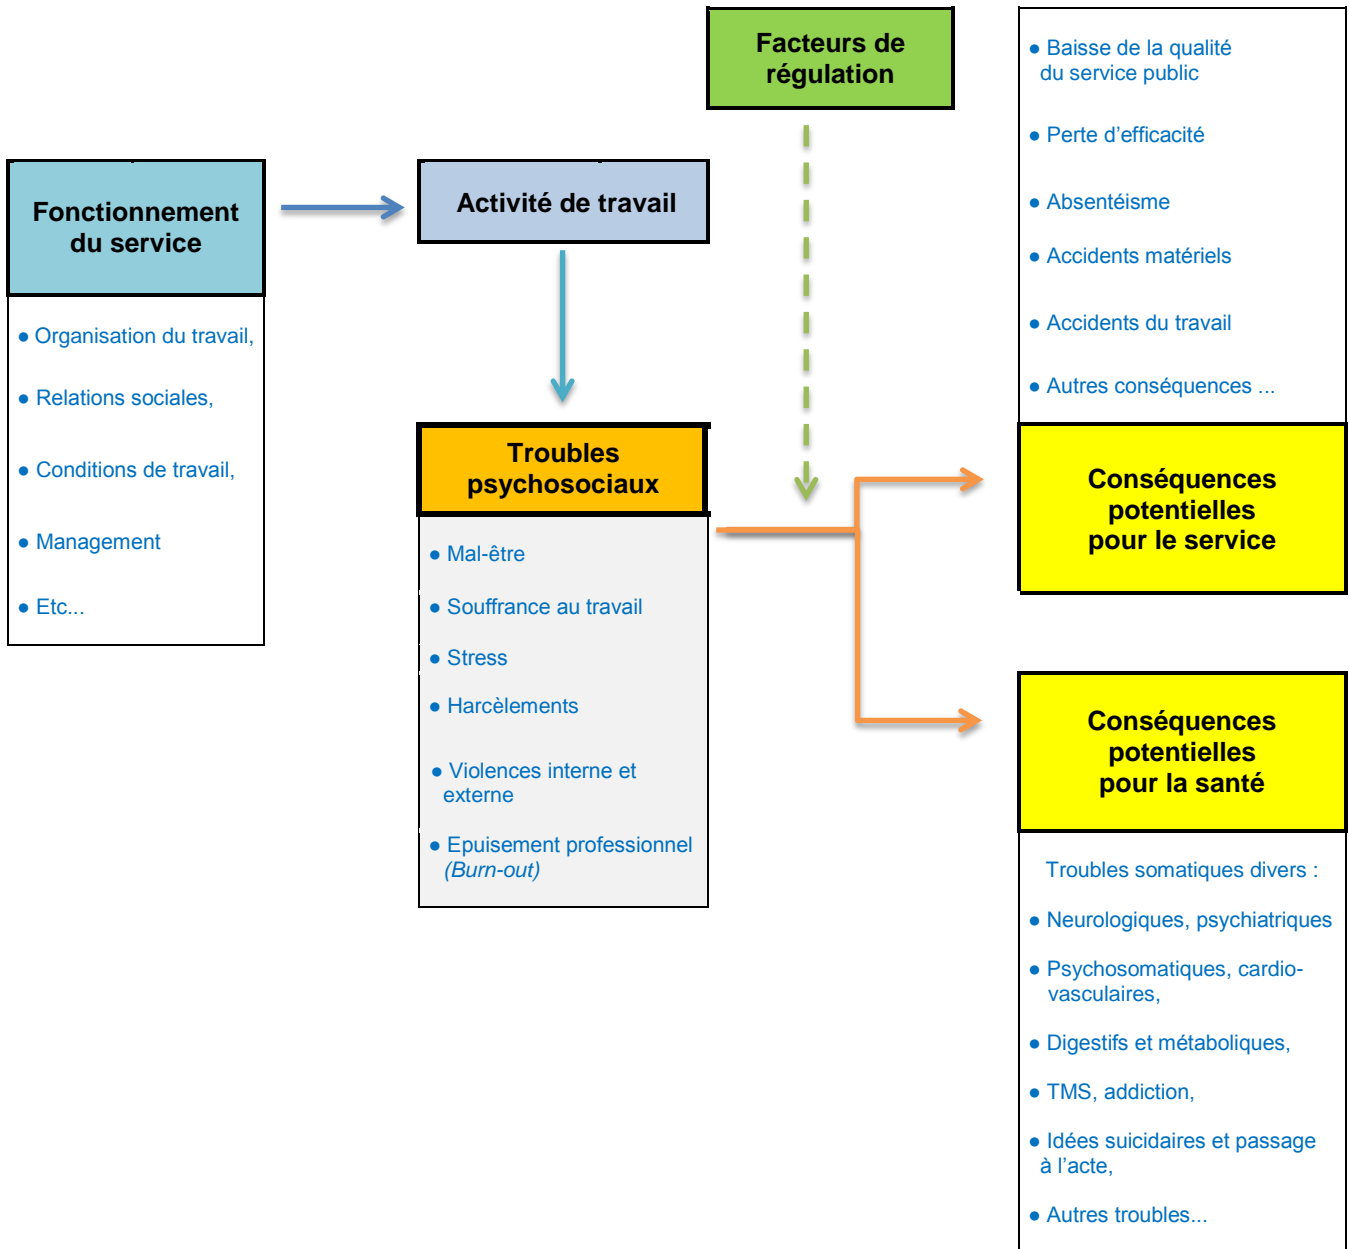 Facteurs de
régulation
● Baisse de la qualité
du service public
● Perte d’efficacité
● Absentéisme
● Accidents matériels
● Accidents du travail
● Autres conséquences ...
Conséquences
potentielles
pour le service
Fonctionnement
du service
● Organisation du travail,
● Relations sociales,
● Conditions de travail,
● Management
● Etc...
Activité de travail
Troubles
psychosociaux
● Mal-être
● Souffrance au travail
● Stress
● Harcèlements
● Violences interne et
externe
● Epuisement professionnel
(Burn-out)
Conséquences
potentielles
pour la santé
Troubles somatiques divers :
● Neurologiques, psychiatriques
● Psychosomatiques, cardio-
vasculaires,
● Digestifs et métaboliques,
● TMS, addiction,
● Idées suicidaires et passage
à l’acte,
● Autres troubles...